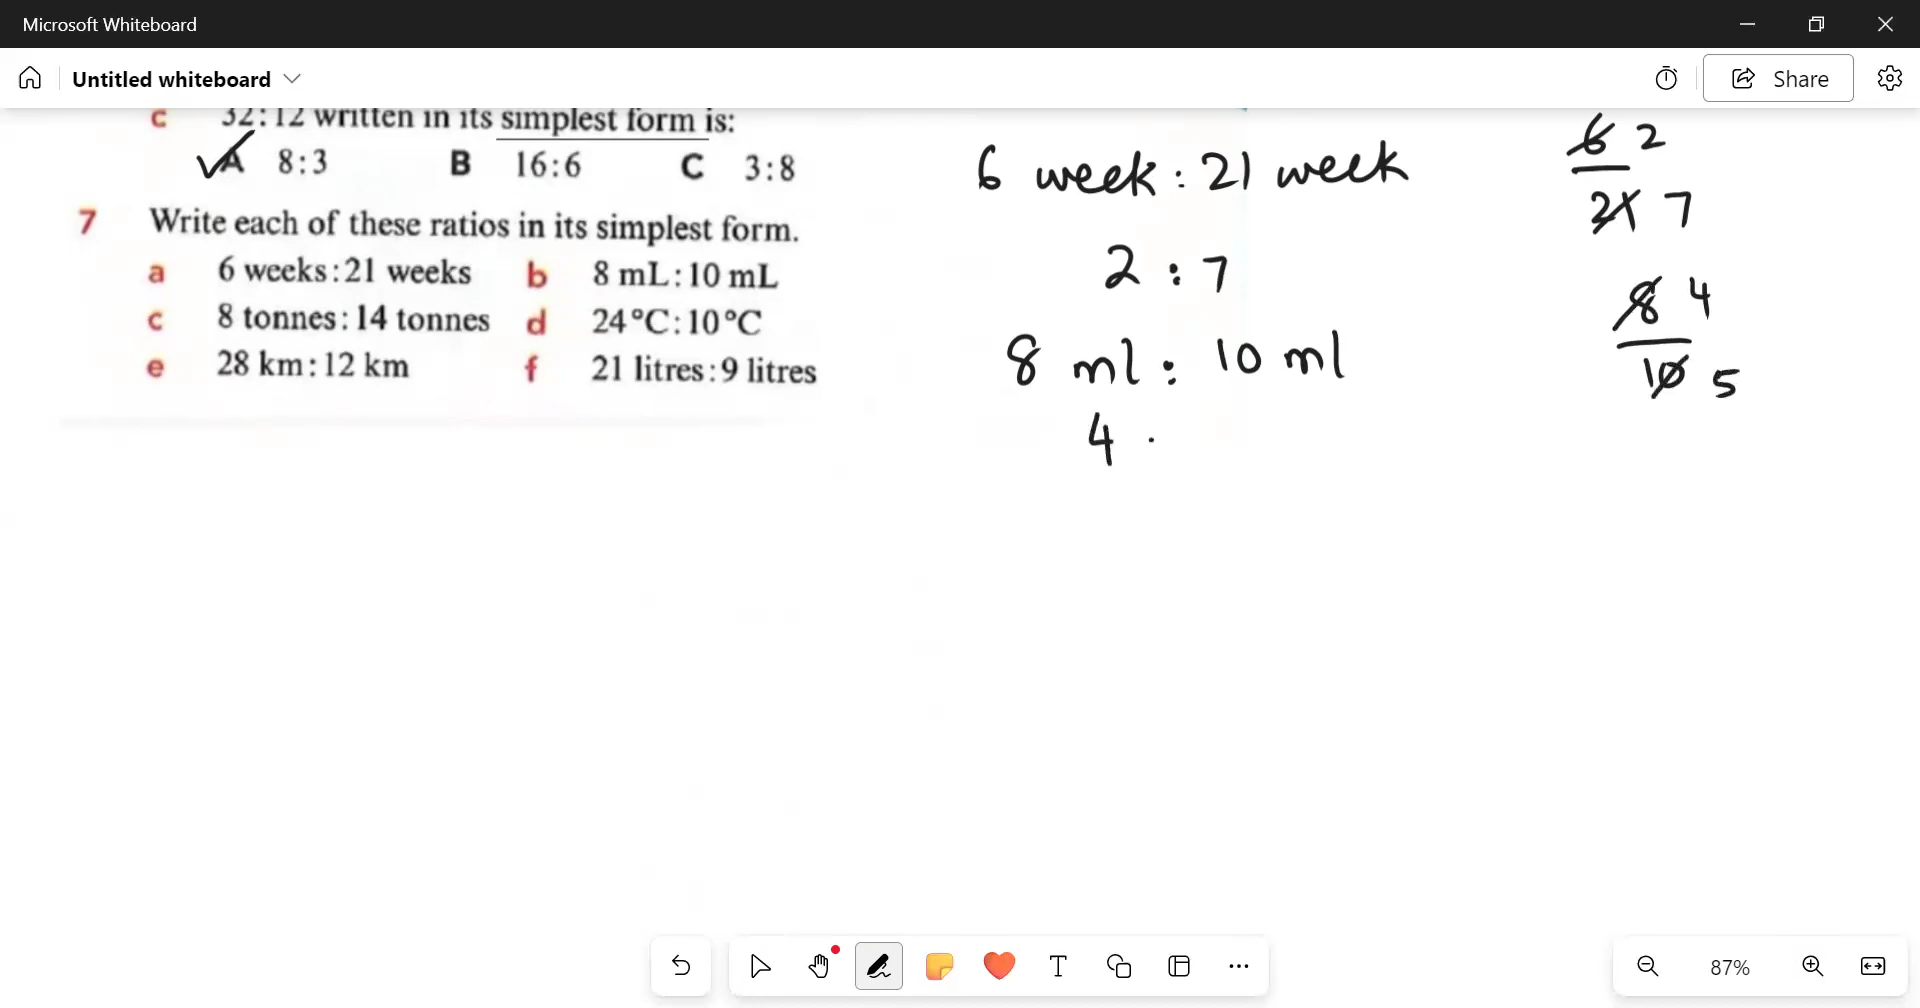 Microsoft Whiteboard
Untitled whiteboard
Share
c 32:12 written in its simplest form is:
A 8:3 B 16:6 C 3:8
7 Write each of these ratios in its simplest form.
a 6 weeks:21 weeks b 8 mL:10 mL
c 8 tonnes:14 tonnes d 24°C:10°C
e 28 km:12 km f 21 litres:9 litres
6 week : 21 week
2 : 7
8 ml : 10 ml
4 .
6 2
21 7
8 4
10 5
T
87%